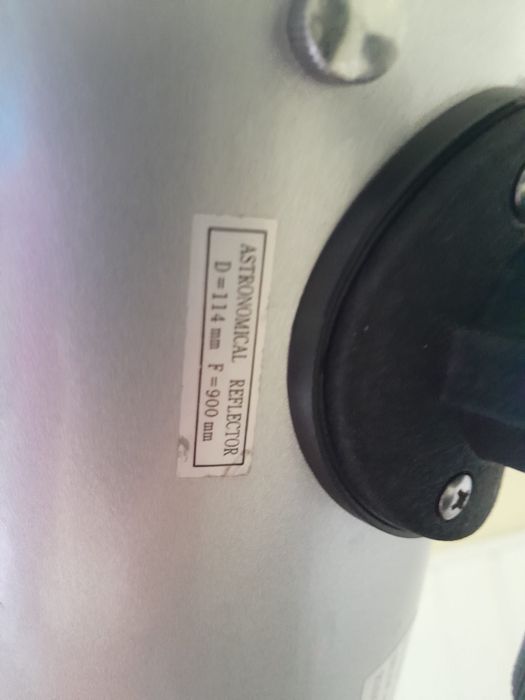 ASTRONOMICAL REFLECTOR
D=114 mm F=900 mm